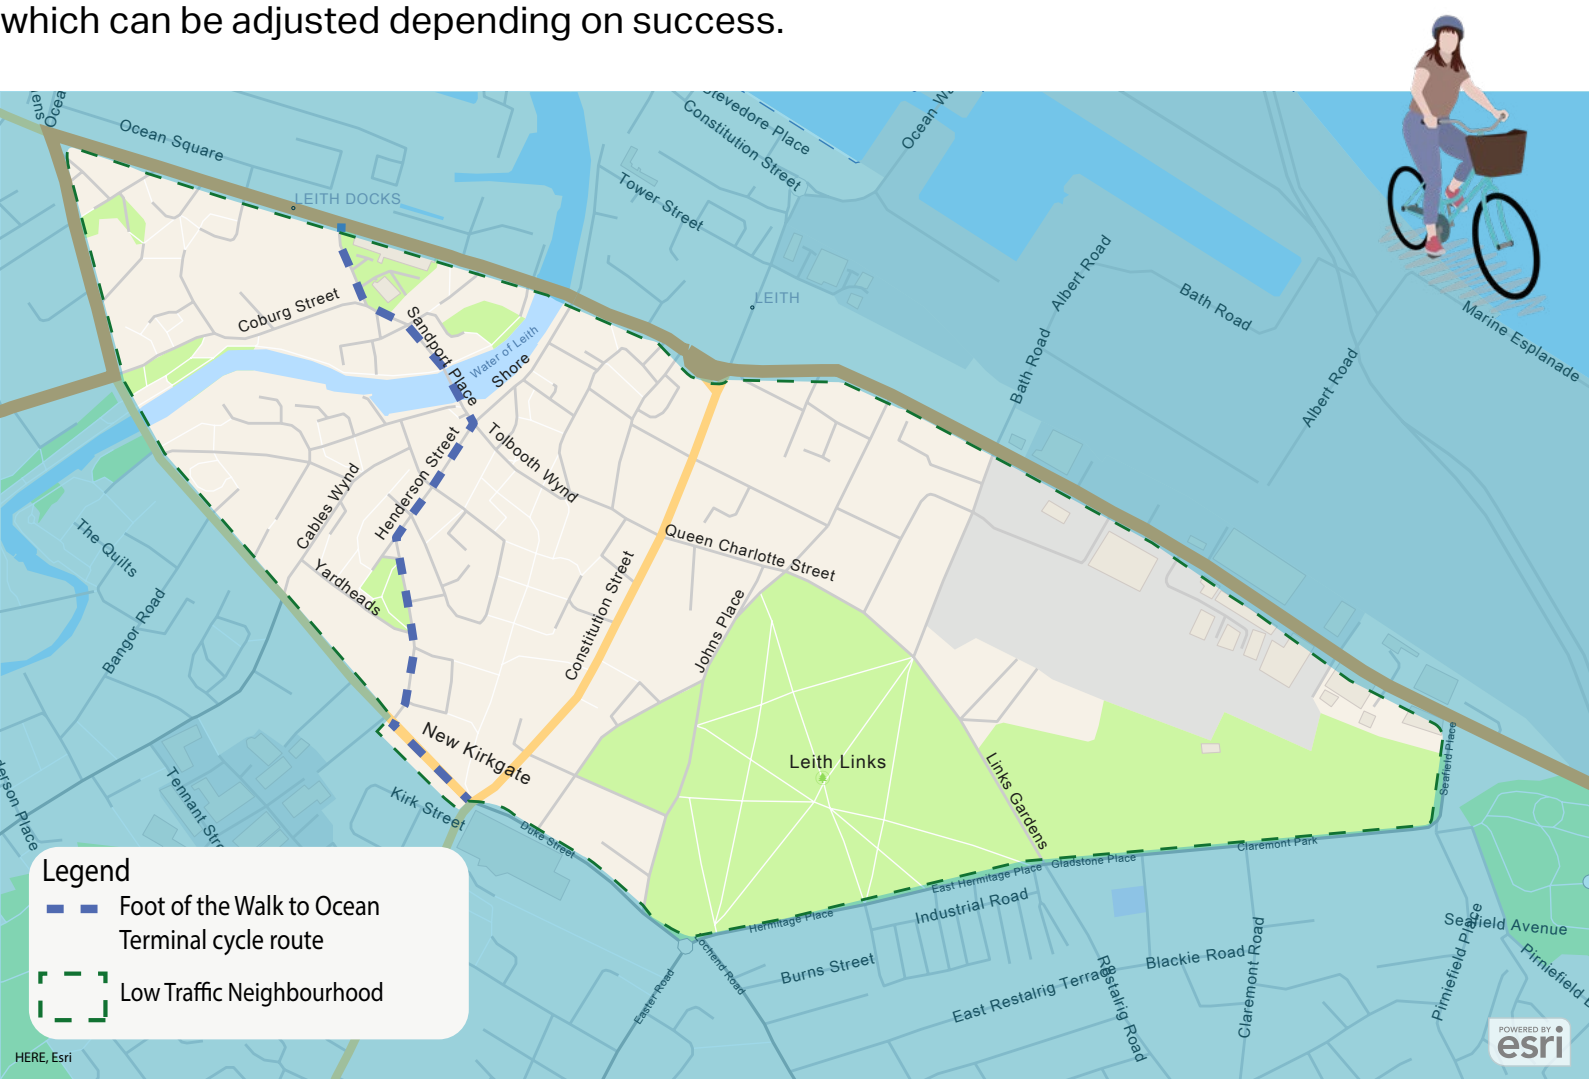 which can be adjusted depending on success.
Ocean Square
Stevedore Place
Constitution Street
LEITH DOCKS
Tower Street
LEITH
Albert Road
Bath Road
Marine Esplanade
Bath Road
Albert Road
Coburg Street
Sandport Place
Water of Leith
Shore
Tolbooth Wynd
Henderson Street
Cables Wynd
Yardheads
The Quilts
Bangor Road
Queen Charlotte Street
Constitution Street
Johns Place
New Kirkgate
Leith Links
Links Gardens
Seafield Place
Kirk Street
Duke Street
Claremont Park
Gladstone Place
East Hermitage Place
Hermitage Place
Industrial Road
Burns Street
Lochend Road
Easter Road
East Restalrig Terrace
Restalrig Road
Blackie Road
Claremont Road
Pirniefield Place
Seafield Avenue
Pirniefield
Legend
Foot of the Walk to Ocean
Terminal cycle route
Low Traffic Neighbourhood
HERE, Esri
POWERED BY
esri